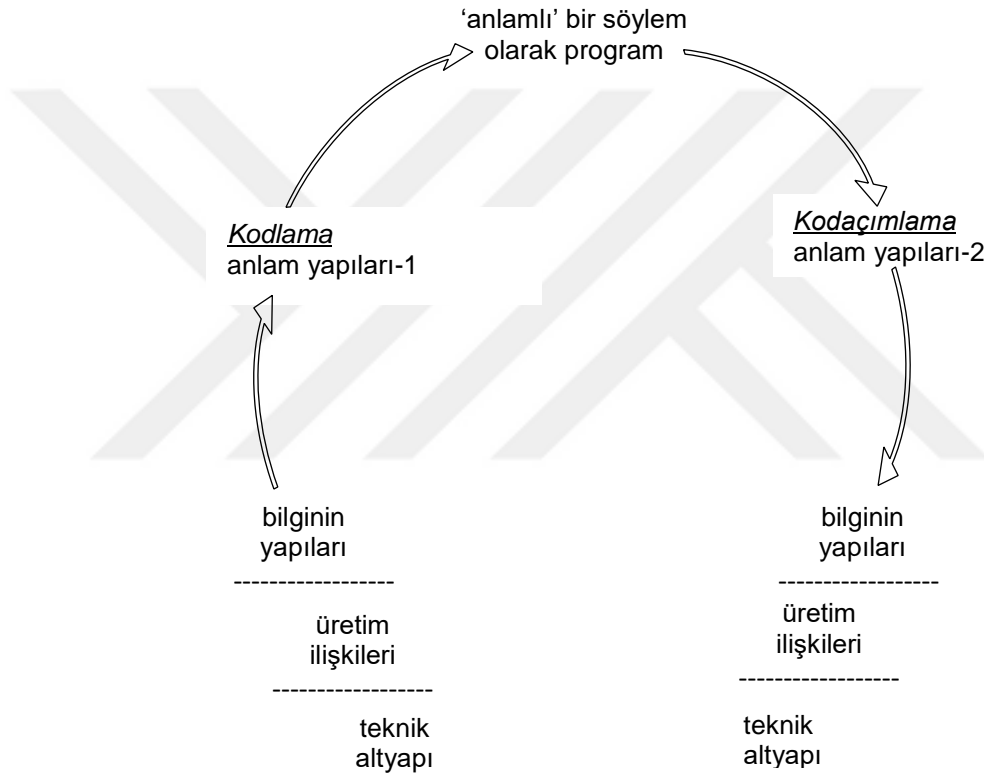 ‘anlamlı’ bir söylem
olarak program
Kodlama
anlam yapıları-1
Kodaçımlama
anlam yapıları-2
bilginin
yapıları
------------------
üretim
ilişkileri
------------------
teknik
altyapı
bilginin
yapıları
------------------
üretim
ilişkileri
------------------
teknik
altyapı